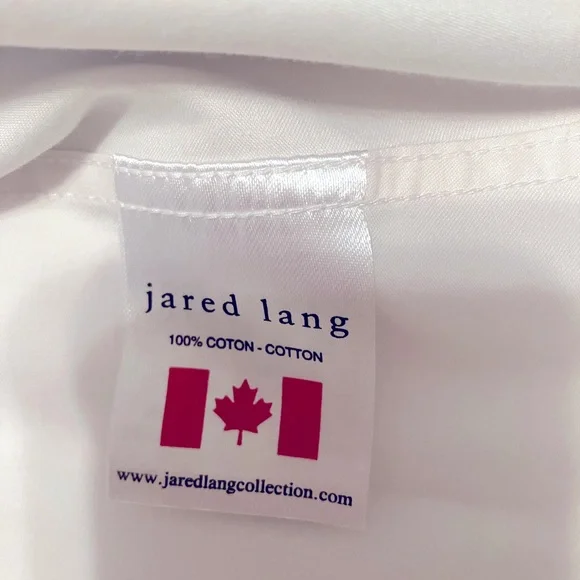 jared lang
100% COTON - COTTON
www.jaredlangcollection.com